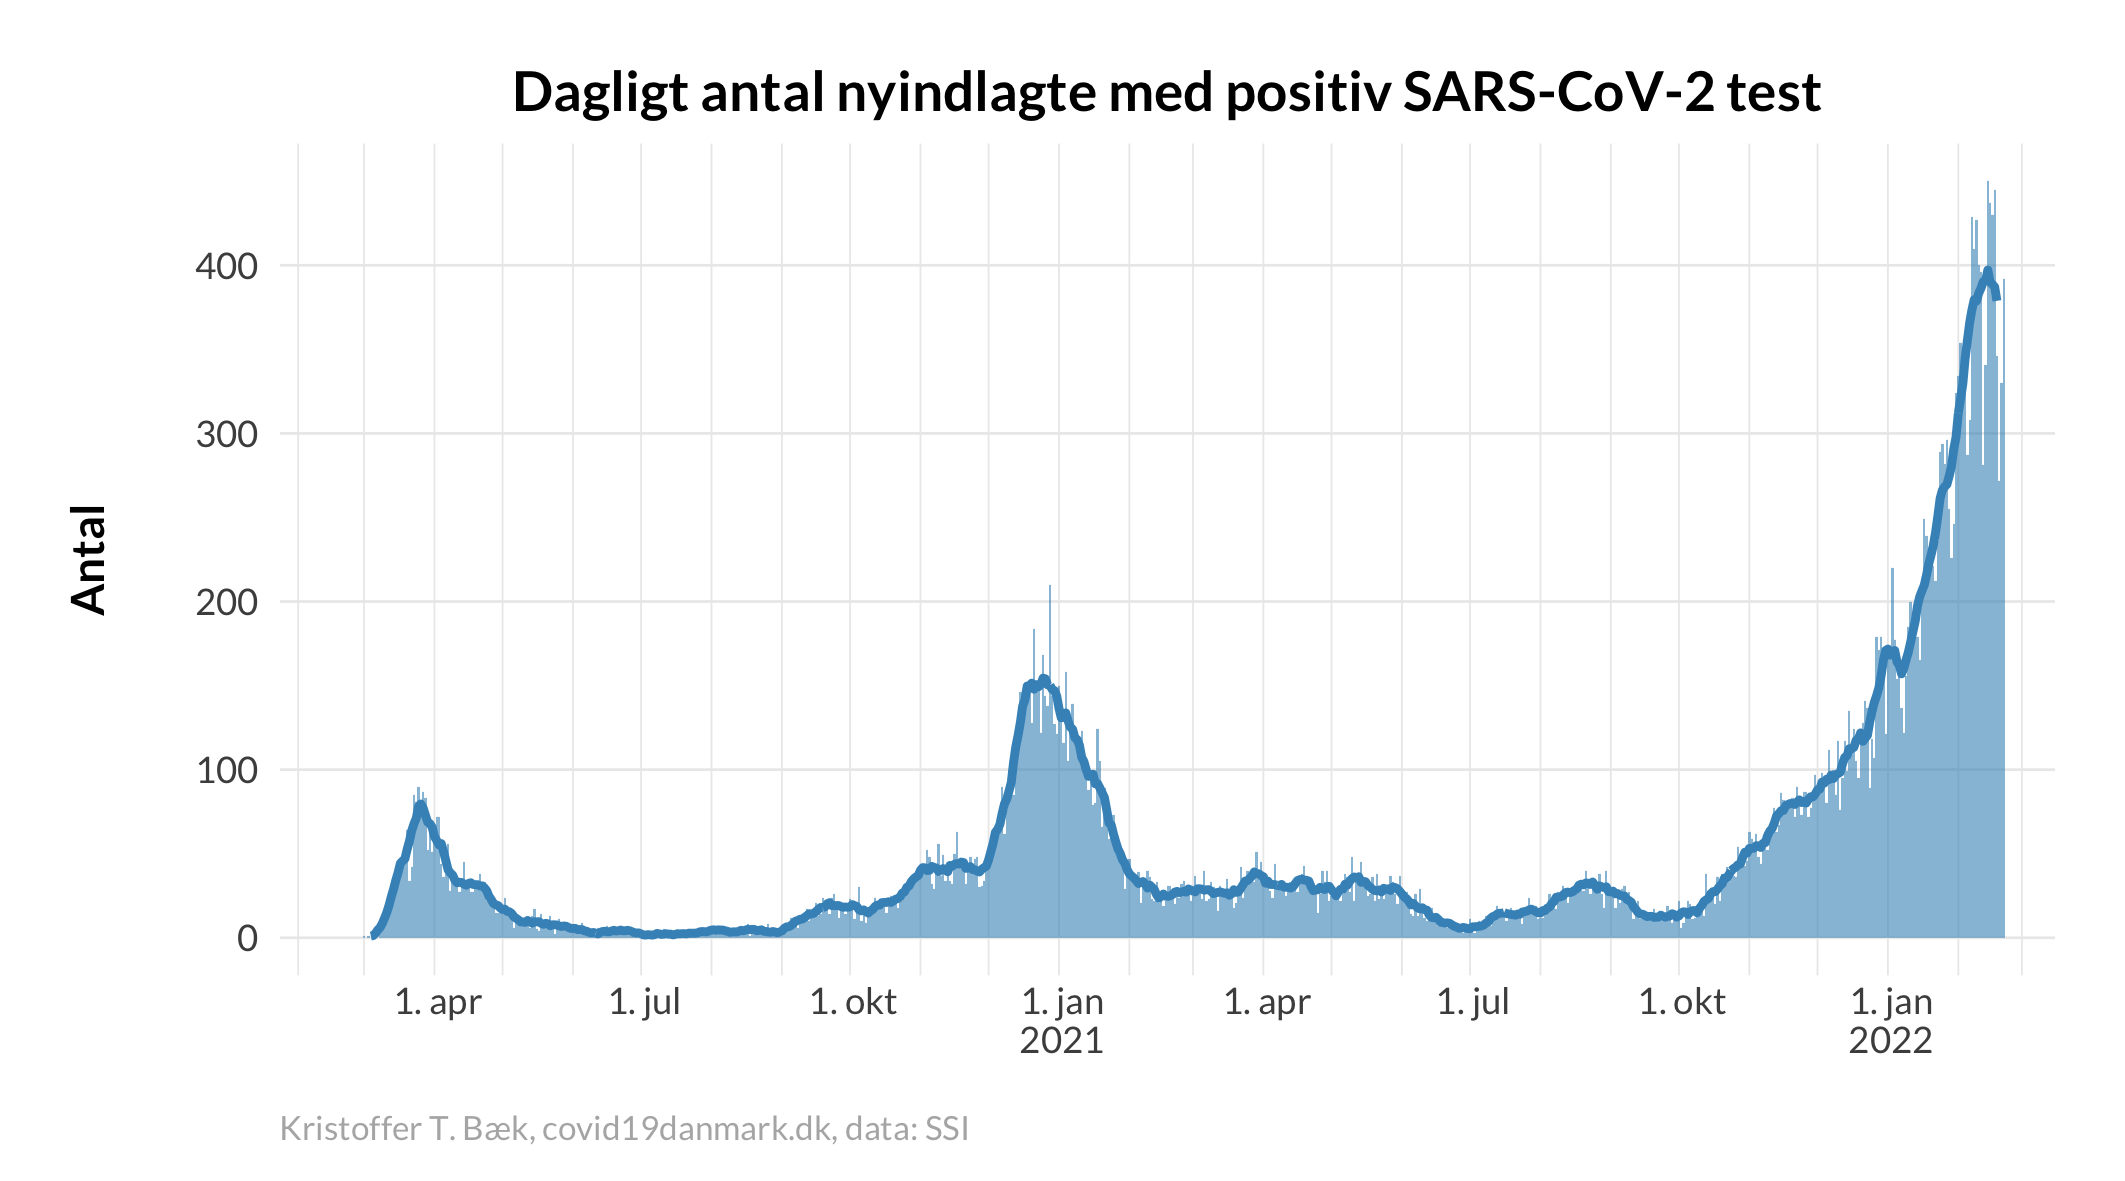 Dagligt antal nyindlagte med positiv SARS-CoV-2 test
Antal
400
300
200
100
0
1. apr
1. jul
1. okt
1. jan
2021
1. apr
1. jul
1. okt
1. jan
2022
Kristoffer T. Bæk, covid19danmark.dk, data: SSI